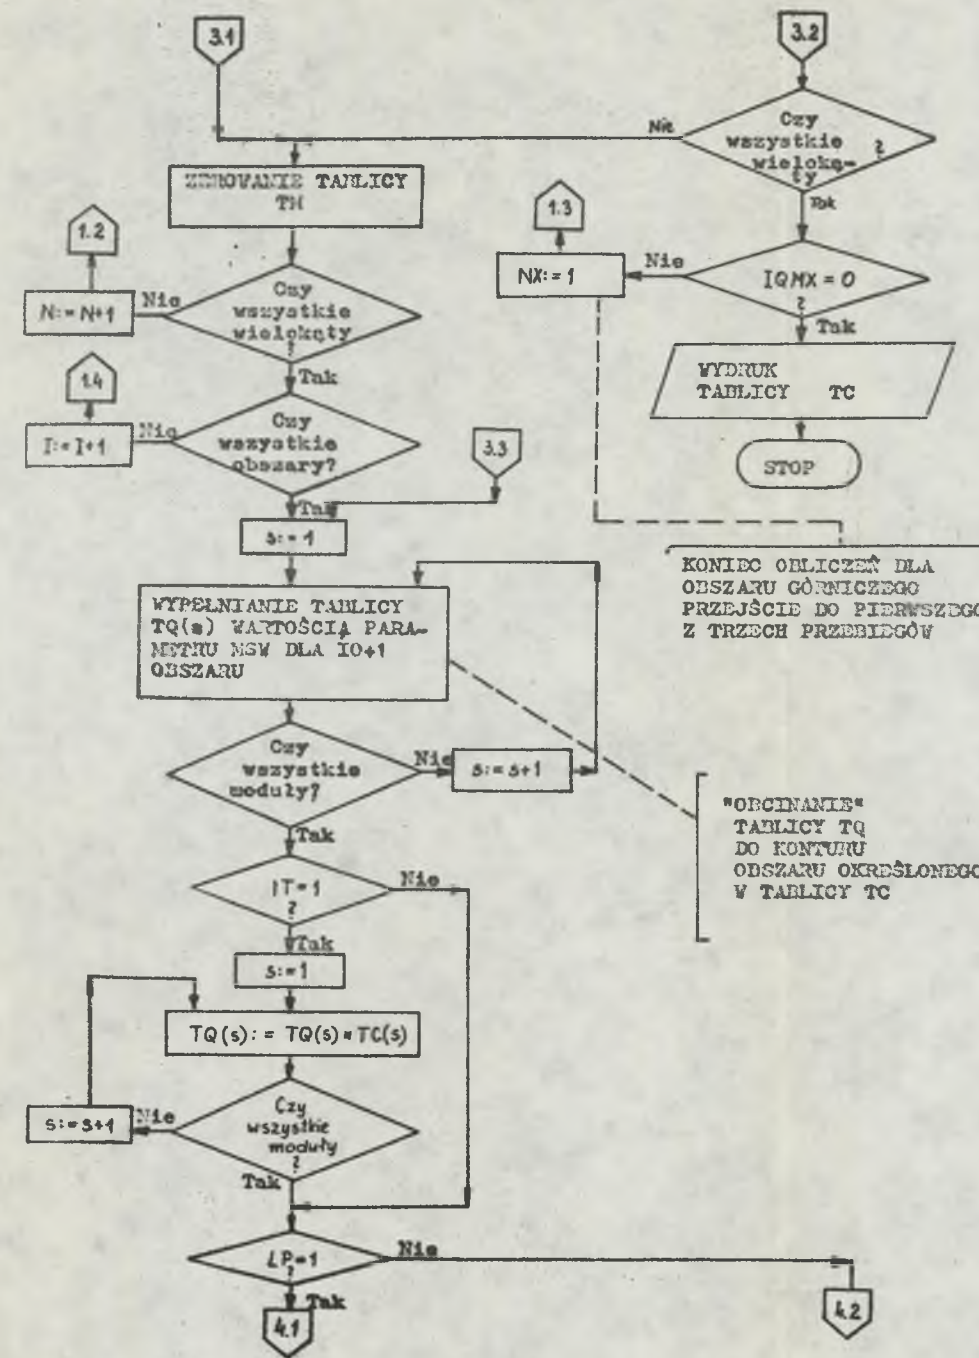 3.1
3.2
Czy
wszystkie
wieloką-
ty
?
Nie
Tak
ZEROWANIE TABLICY
TM
1.2
N:=N+1
Nie
Czy
wszystkie
wielokąty
?
Tak
1.3
NX:=1
Nie
IQMX=0
?
Tak
WYDRUK
TABLICY TC
STOP
1.4
I:=I+1
Nie
Czy
wszystkie
obszary?
Tak
3.3
s:=1
KONIEC OBLICZEŃ DLA
OBSZARU GÓRNICZEGO
PRZEJŚCIE DO PIERWSZEGO
Z TRZECH PRZEBIEGÓW
WYPEŁNIANIE TABLICY
TQ(s) WARTOŚCIĄ PARA-
METRU MSW DLA IO+1
OBSZARU
Czy
wszystkie
moduły?
Nie
s:=s+1
Tak
"OBCINANIE"
TABLICY TQ
DO KONTURU
OBSZARU OKREŚLONEGO
W TABLICY TC
IT=1
?
Nie
Tak
s:=1
TQ(s):=TQ(s)*TC(s)
s:=s+1
Nie
Czy
wszystkie
moduły
?
Tak
LP=1
?
Nie
Tak
4.1
4.2